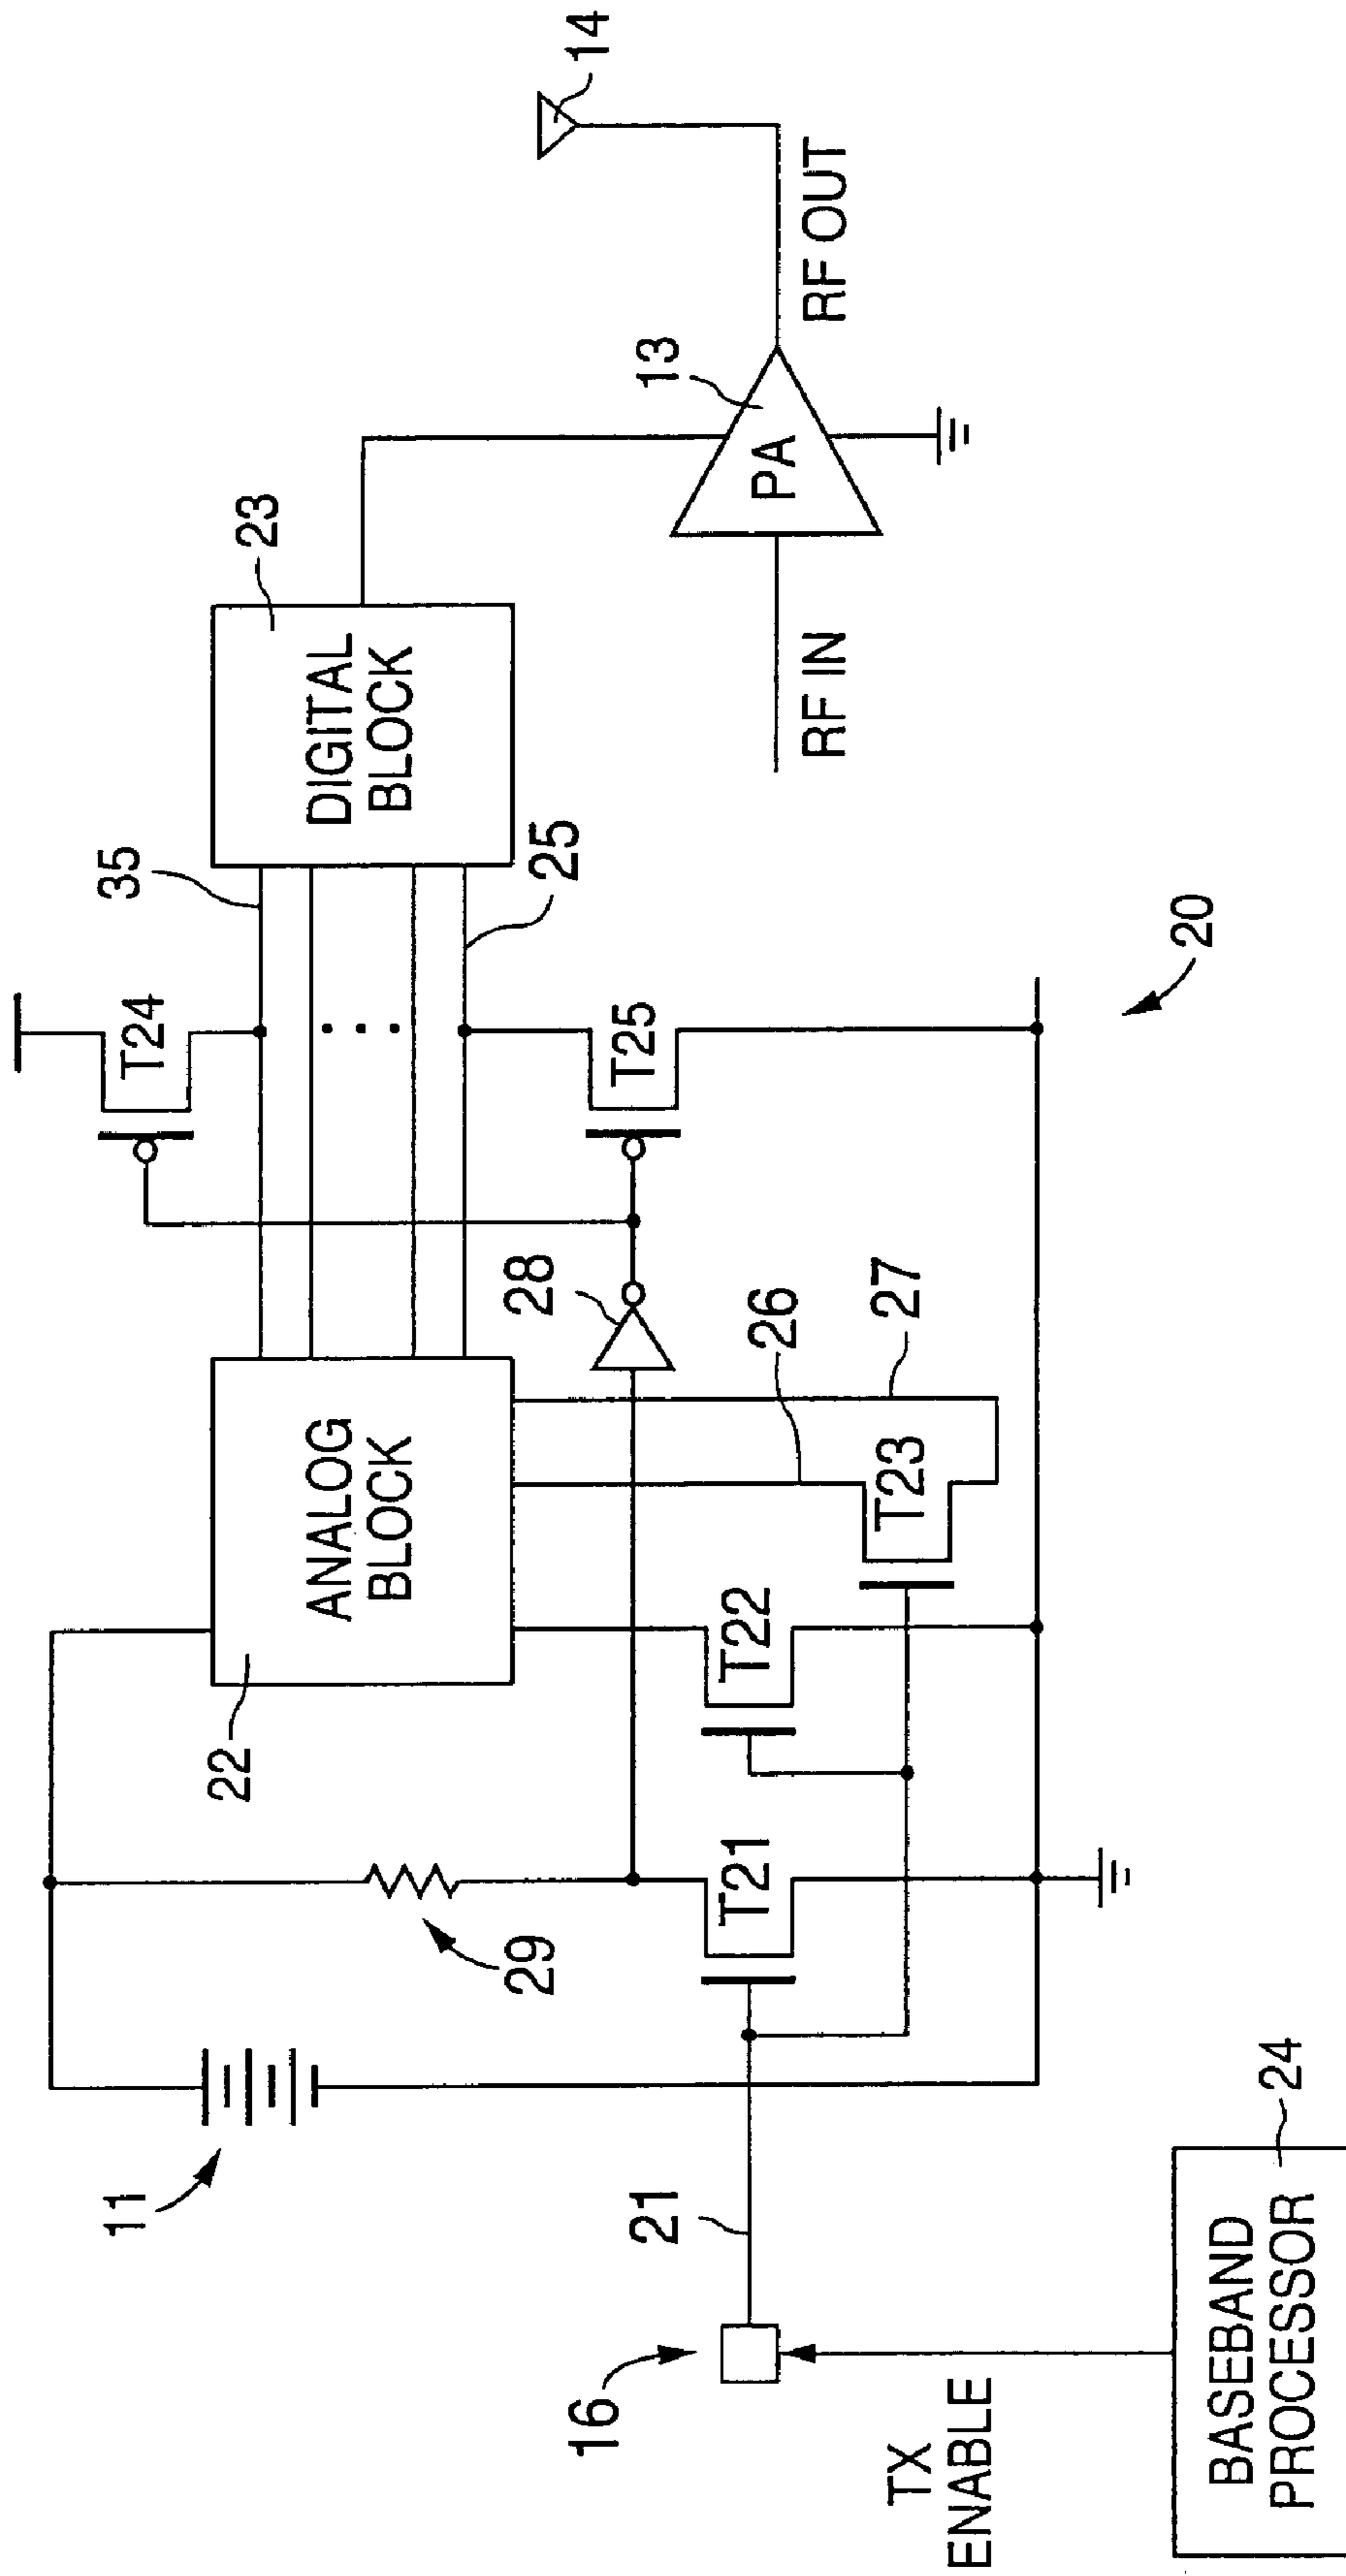 11
29
22
ANALOG
BLOCK
T24
35
DIGITAL
BLOCK
23
14
28
25
T25
13
PA
RF IN
RF OUT
16
21
T21
T22
26
T23
27
TX
ENABLE
20
BASEBAND
PROCESSOR
24